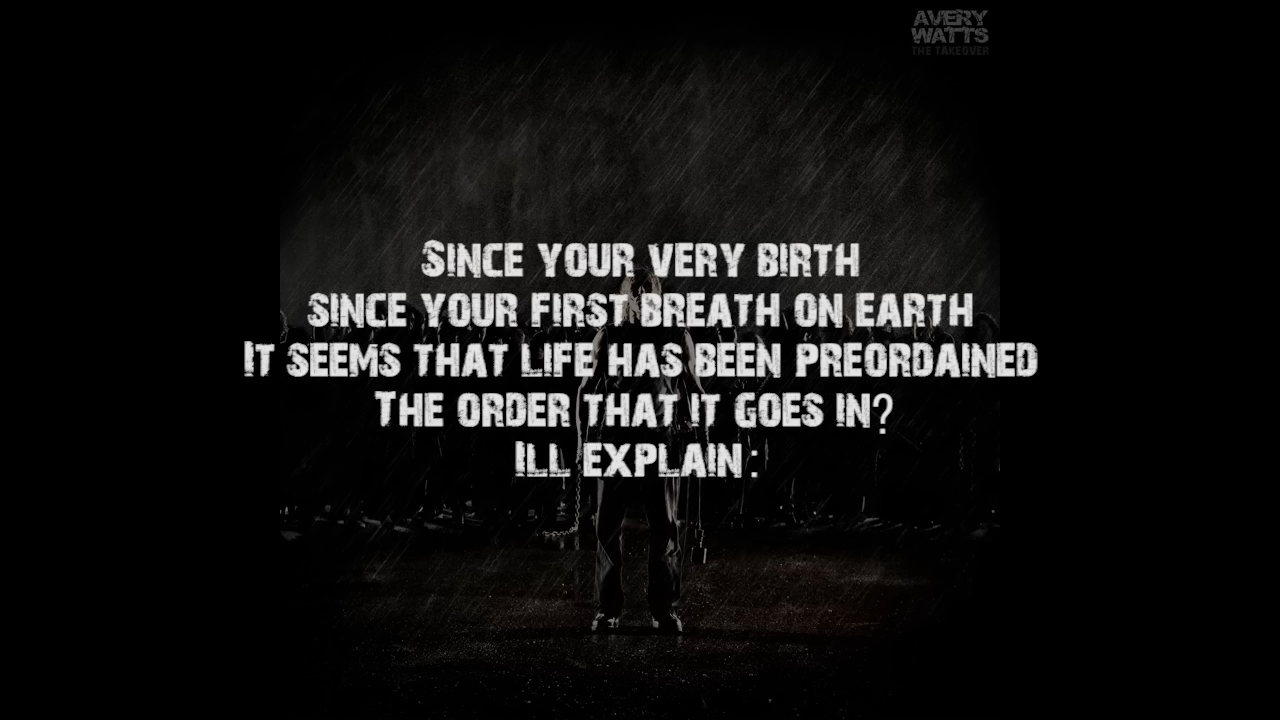 AVERY
WATTS
THE TAKEOVER
SINCE YOUR VERY BIRTH
SINCE YOUR FIRST BREATH ON EARTH
IT SEEMS THAT LIFE HAS BEEN PREORDAINED
THE ORDER THAT IT GOES IN?
ILL EXPLAIN: